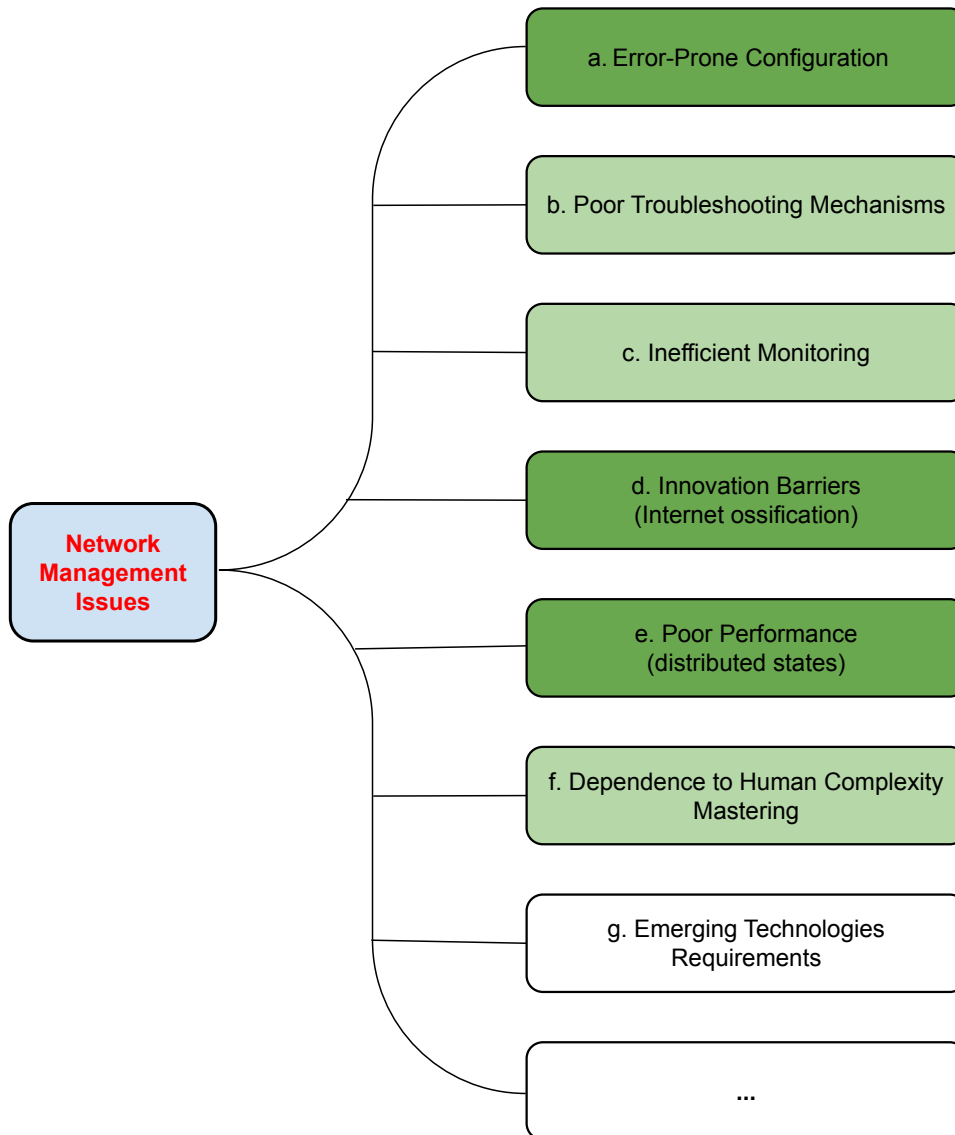 a. Error-Prone Configuration
b. Poor Troubleshooting Mechanisms
c. Inefficient Monitoring
d. Innovation Barriers
(Internet ossification)
Network
Management
Issues
e. Poor Performance
(distributed states)
f. Dependence to Human Complexity
Mastering
g. Emerging Technologies
Requirements
...